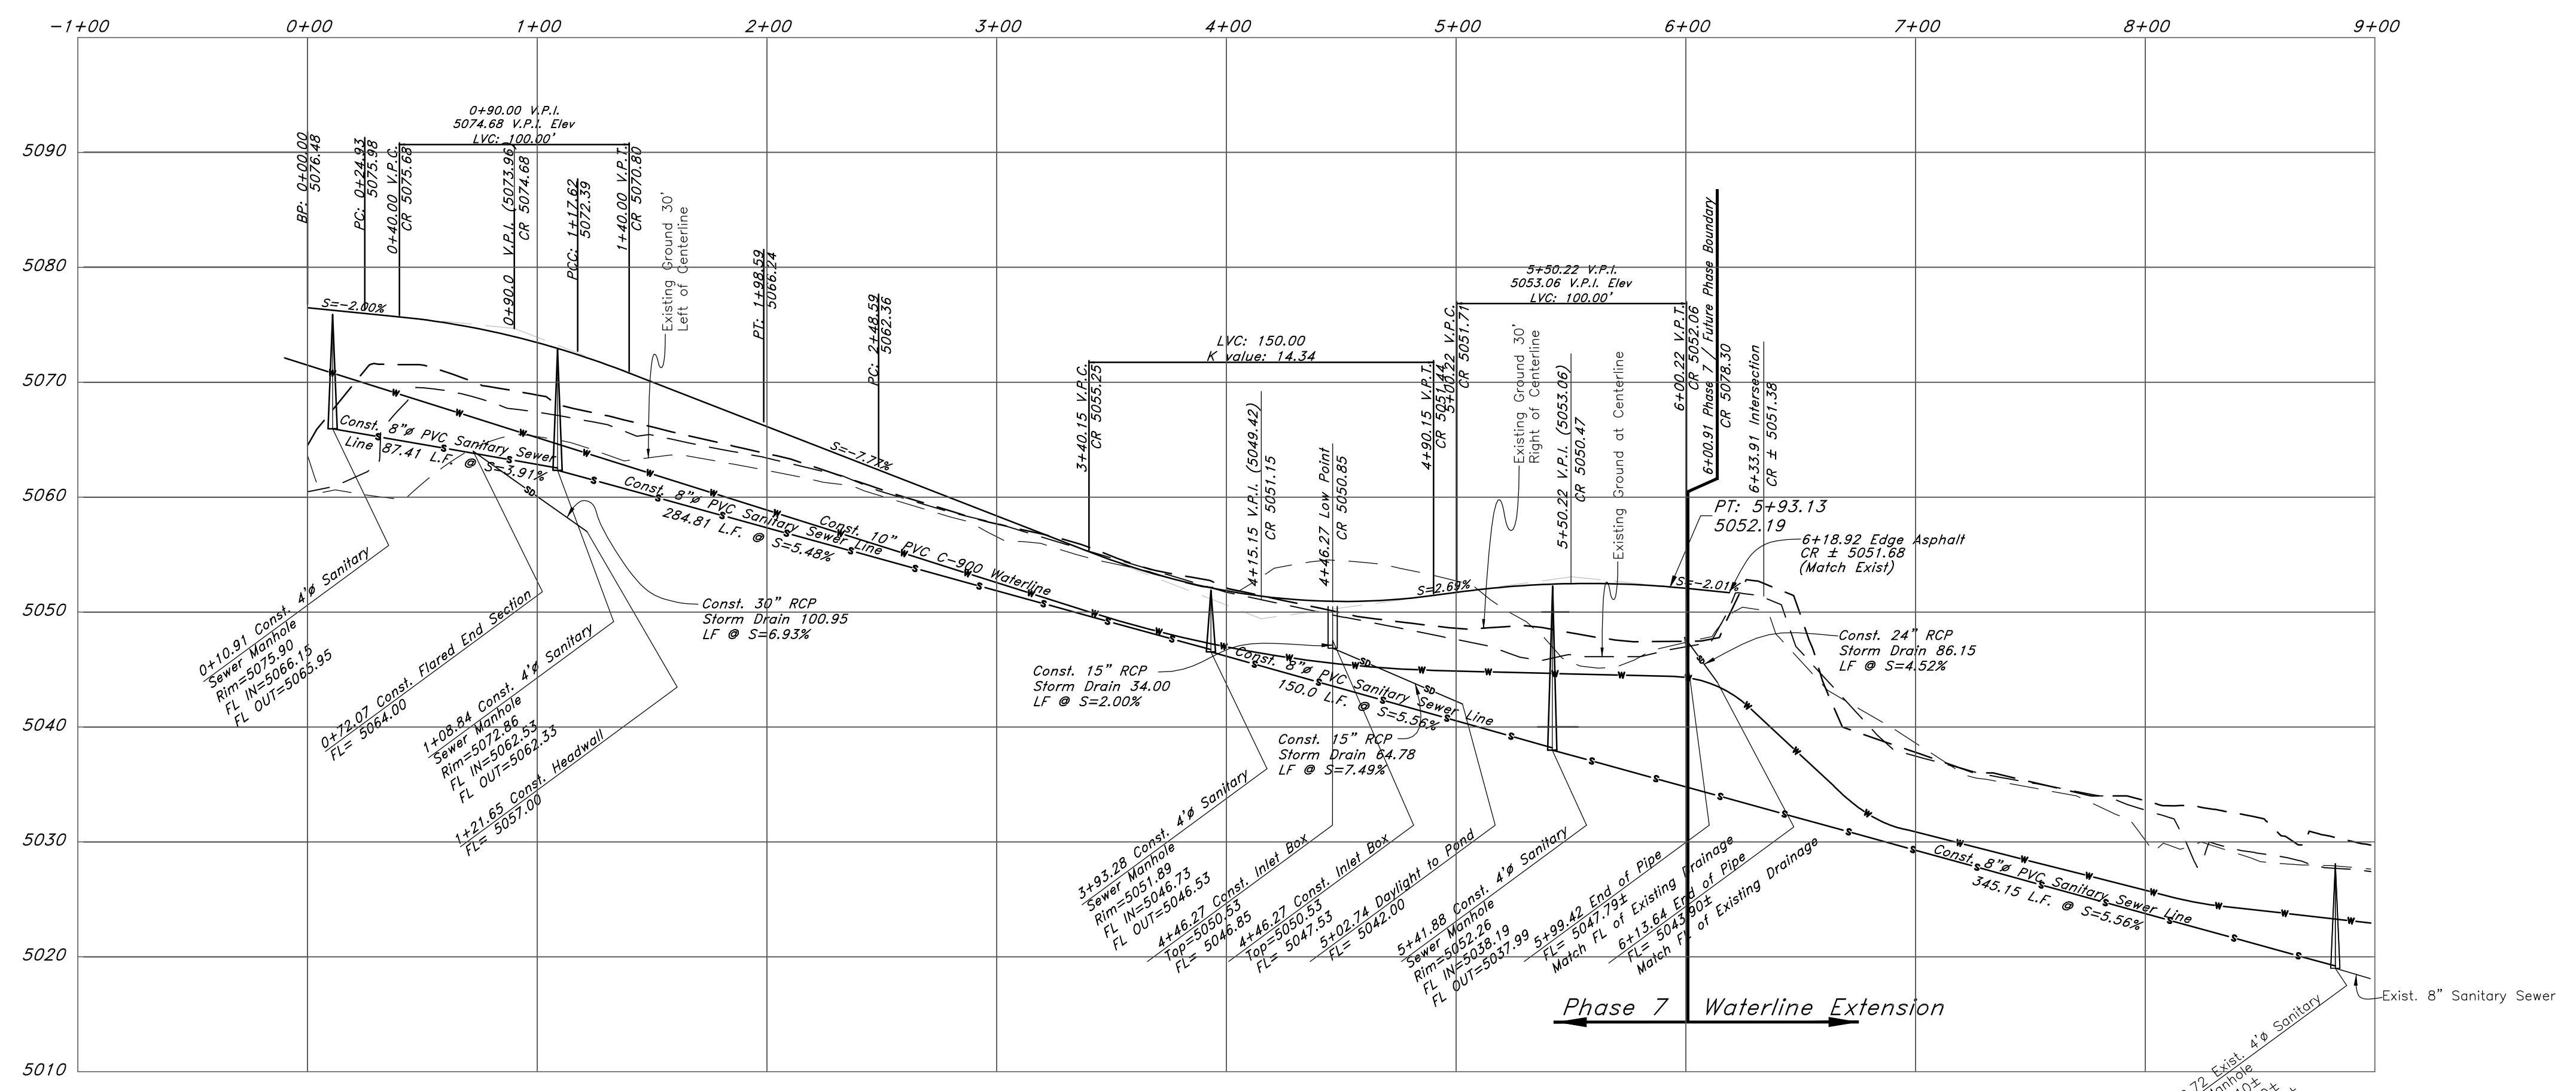 -1+00 0+00 1+00 2+00 3+00 4+00 5+00 6+00 7+00 8+00 9+00
5090
5080
5070
5060
5050
5040
5030
5020
5010
BP: 0+00.00
5076.48
PC: 0+24.93
5075.98
0+40.00 V.P.C.
CR 5075.68
0+90.00 V.P.I.
5074.68 V.P.I. Elev
LVC: 100.00'
0+90.0 V.P.I. (5073.96)
CR 5074.68
PCC: 1+17.62
5072.39
1+40.00 V.P.T.
CR 5070.80
Existing Ground 30'
Left of Centerline
PT: 1+98.59
5066.24
PC: 2+48.59
5062.36
S=-2.00%
S=-7.77%
LVC: 150.00
K value: 14.34
3+40.15 V.P.C.
CR 5055.25
4+15.15 V.P.I. (5049.42)
CR 5051.15
4+46.27 Low Point
CR 5050.85
4+90.15 V.P.T.
CR 5051.44
5+00.22 V.P.C.
CR 5051.71
S=2.69%
5+50.22 V.P.I.
5053.06 V.P.I. Elev
LVC: 100.00'
Existing Ground 30'
Right of Centerline
5+50.22 V.P.I. (5053.06)
CR 5050.47
Existing Ground at Centerline
6+00.22 V.P.T.
CR 5052.06
6+00.91 Phase 7 / Future Phase Boundary
CR 5078.30
6+33.91 Intersection
CR ± 5051.38
PT: 5+93.13
5052.19
S=-2.01%
6+18.92 Edge Asphalt
CR ± 5051.68
(Match Exist)
Const. 8"ø PVC Sanitary Sewer
Line 87.41 L.F. @ S=3.91%
Const. 8"ø PVC Sanitary Sewer Line
284.81 L.F. @ S=5.48%
Const. 10" PVC C-900 Waterline
Const. 30" RCP
Storm Drain 100.95
LF @ S=6.93%
Const. 15" RCP
Storm Drain 34.00
LF @ S=2.00%
Const. 8"ø PVC Sanitary Sewer Line
150.0 L.F. @ S=5.56%
Const. 15" RCP
Storm Drain 64.78
LF @ S=7.49%
Const. 24" RCP
Storm Drain 86.15
LF @ S=4.52%
Const. 8"ø PVC Sanitary Sewer Line
345.15 L.F. @ S=5.56%
0+10.91 Const. 4'ø Sanitary
Sewer Manhole
Rim=5075.90
FL IN=5066.15
FL OUT=5065.95
0+72.07 Const. Flared End Section
FL= 5064.00
1+08.84 Const. 4'ø Sanitary
Sewer Manhole
Rim=5072.86
FL IN=5062.53
FL OUT=5062.33
1+21.65 Const. Headwall
FL= 5057.00
3+93.28 Const. 4'ø Sanitary
Sewer Manhole
Rim=5051.89
FL IN=5046.73
FL OUT=5046.53
4+46.27 Const. Inlet Box
Top=5050.53
FL= 5046.85
4+46.27 Const. Inlet Box
Top=5050.53
FL= 5047.53
5+02.74 Daylight to Pond
FL= 5042.00
5+41.88 Const. 4'ø Sanitary
Sewer Manhole
Rim=5052.26
FL IN=5038.19
FL OUT=5037.99
5+99.42 End of Pipe
FL= 5047.79±
Match FL of Existing Drainage
6+13.64 End of Pipe
FL= 5043.90±
Match FL of Existing Drainage
Phase 7 Waterline Extension
Exist. 8" Sanitary Sewer
.72 Exist. 4'ø Sanitary